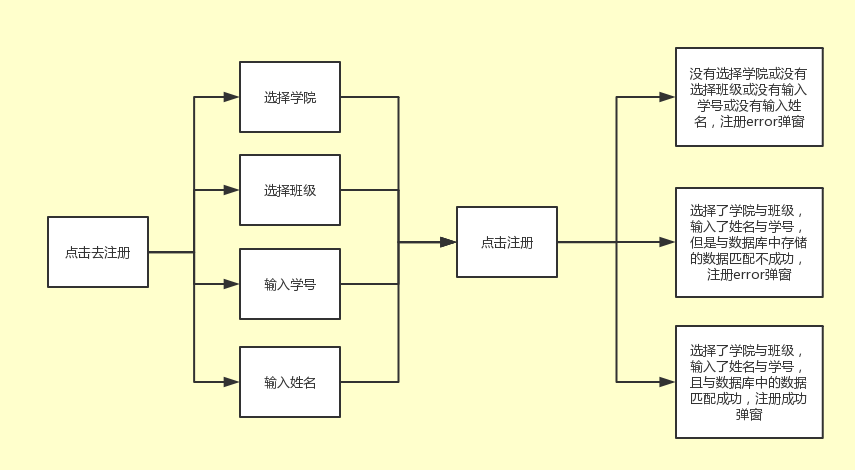 点击去注册
选择学院
选择班级
输入学号
输入姓名
点击注册
没有选择学院或没有
选择班级或没有输入
学号或没有输入姓
名，注册error弹窗
选择了学院与班级，
输入了姓名与学号，
但是与数据库中存储
的数据匹配不成功，
注册error弹窗
选择了学院与班级，
输入了姓名与学号，
且与数据库中的数据
匹配成功，注册成功
弹窗